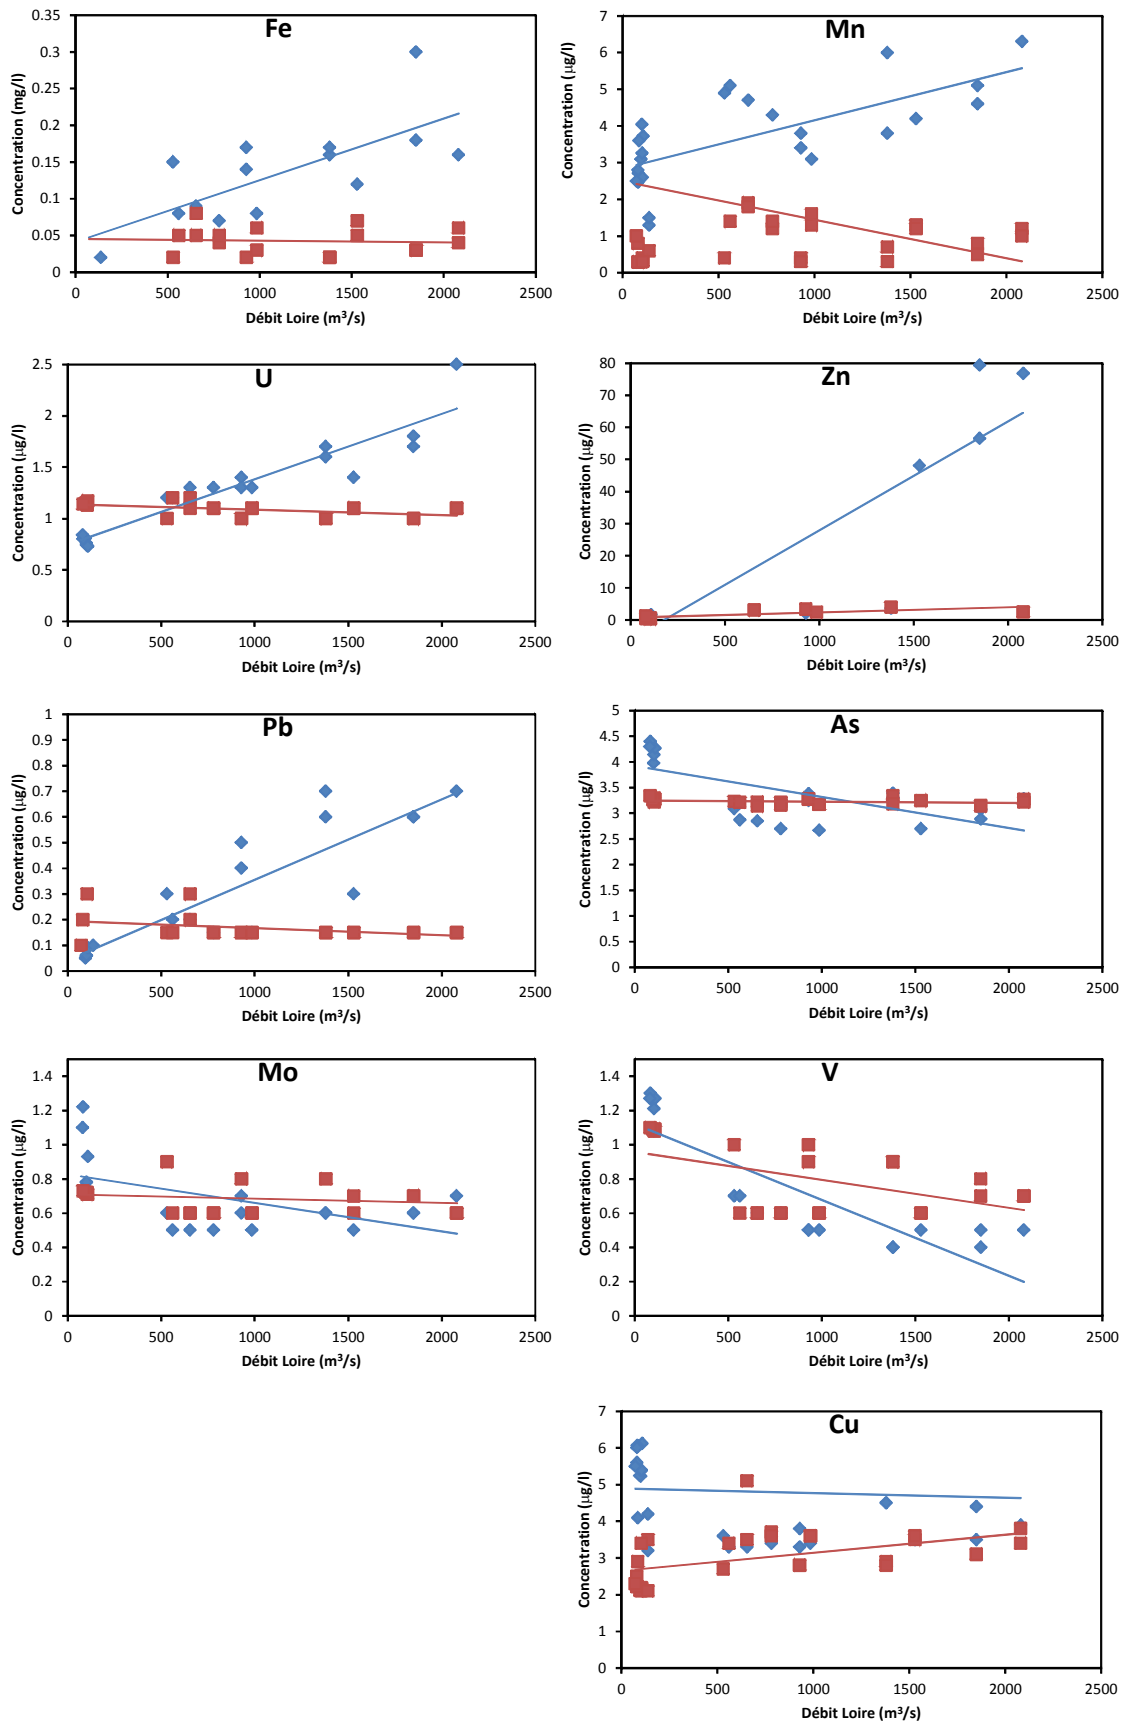 Fe
Concentration (mg/l)
0.35
0.3
0.25
0.2
0.15
0.1
0.05
0
0 500 1000 1500 2000 2500
Débit Loire (m³/s)
Mn
Concentration (µg/l)
7
6
5
4
3
2
1
0
0 500 1000 1500 2000 2500
Débit Loire (m³/s)
U
Concentration (µg/l)
2.5
2
1.5
1
0.5
0
0 500 1000 1500 2000 2500
Débit Loire (m³/s)
Zn
Concentration (µg/l)
80
70
60
50
40
30
20
10
0
0 500 1000 1500 2000 2500
Débit Loire (m³/s)
Pb
Concentration (µg/l)
1
0.9
0.8
0.7
0.6
0.5
0.4
0.3
0.2
0.1
0
0 500 1000 1500 2000 2500
Débit Loire (m³/s)
As
Concentration (µg/l)
5
4.5
4
3.5
3
2.5
2
1.5
1
0.5
0
0 500 1000 1500 2000 2500
Débit Loire (m³/s)
Mo
Concentration (µg/l)
1.4
1.2
1
0.8
0.6
0.4
0.2
0
0 500 1000 1500 2000 2500
Débit Loire (m³/s)
V
Concentration (µg/l)
1.4
1.2
1
0.8
0.6
0.4
0.2
0
0 500 1000 1500 2000 2500
Débit Loire (m³/s)
Cu
Concentration (µg/l)
7
6
5
4
3
2
1
0
0 500 1000 1500 2000 2500
Débit Loire (m³/s)